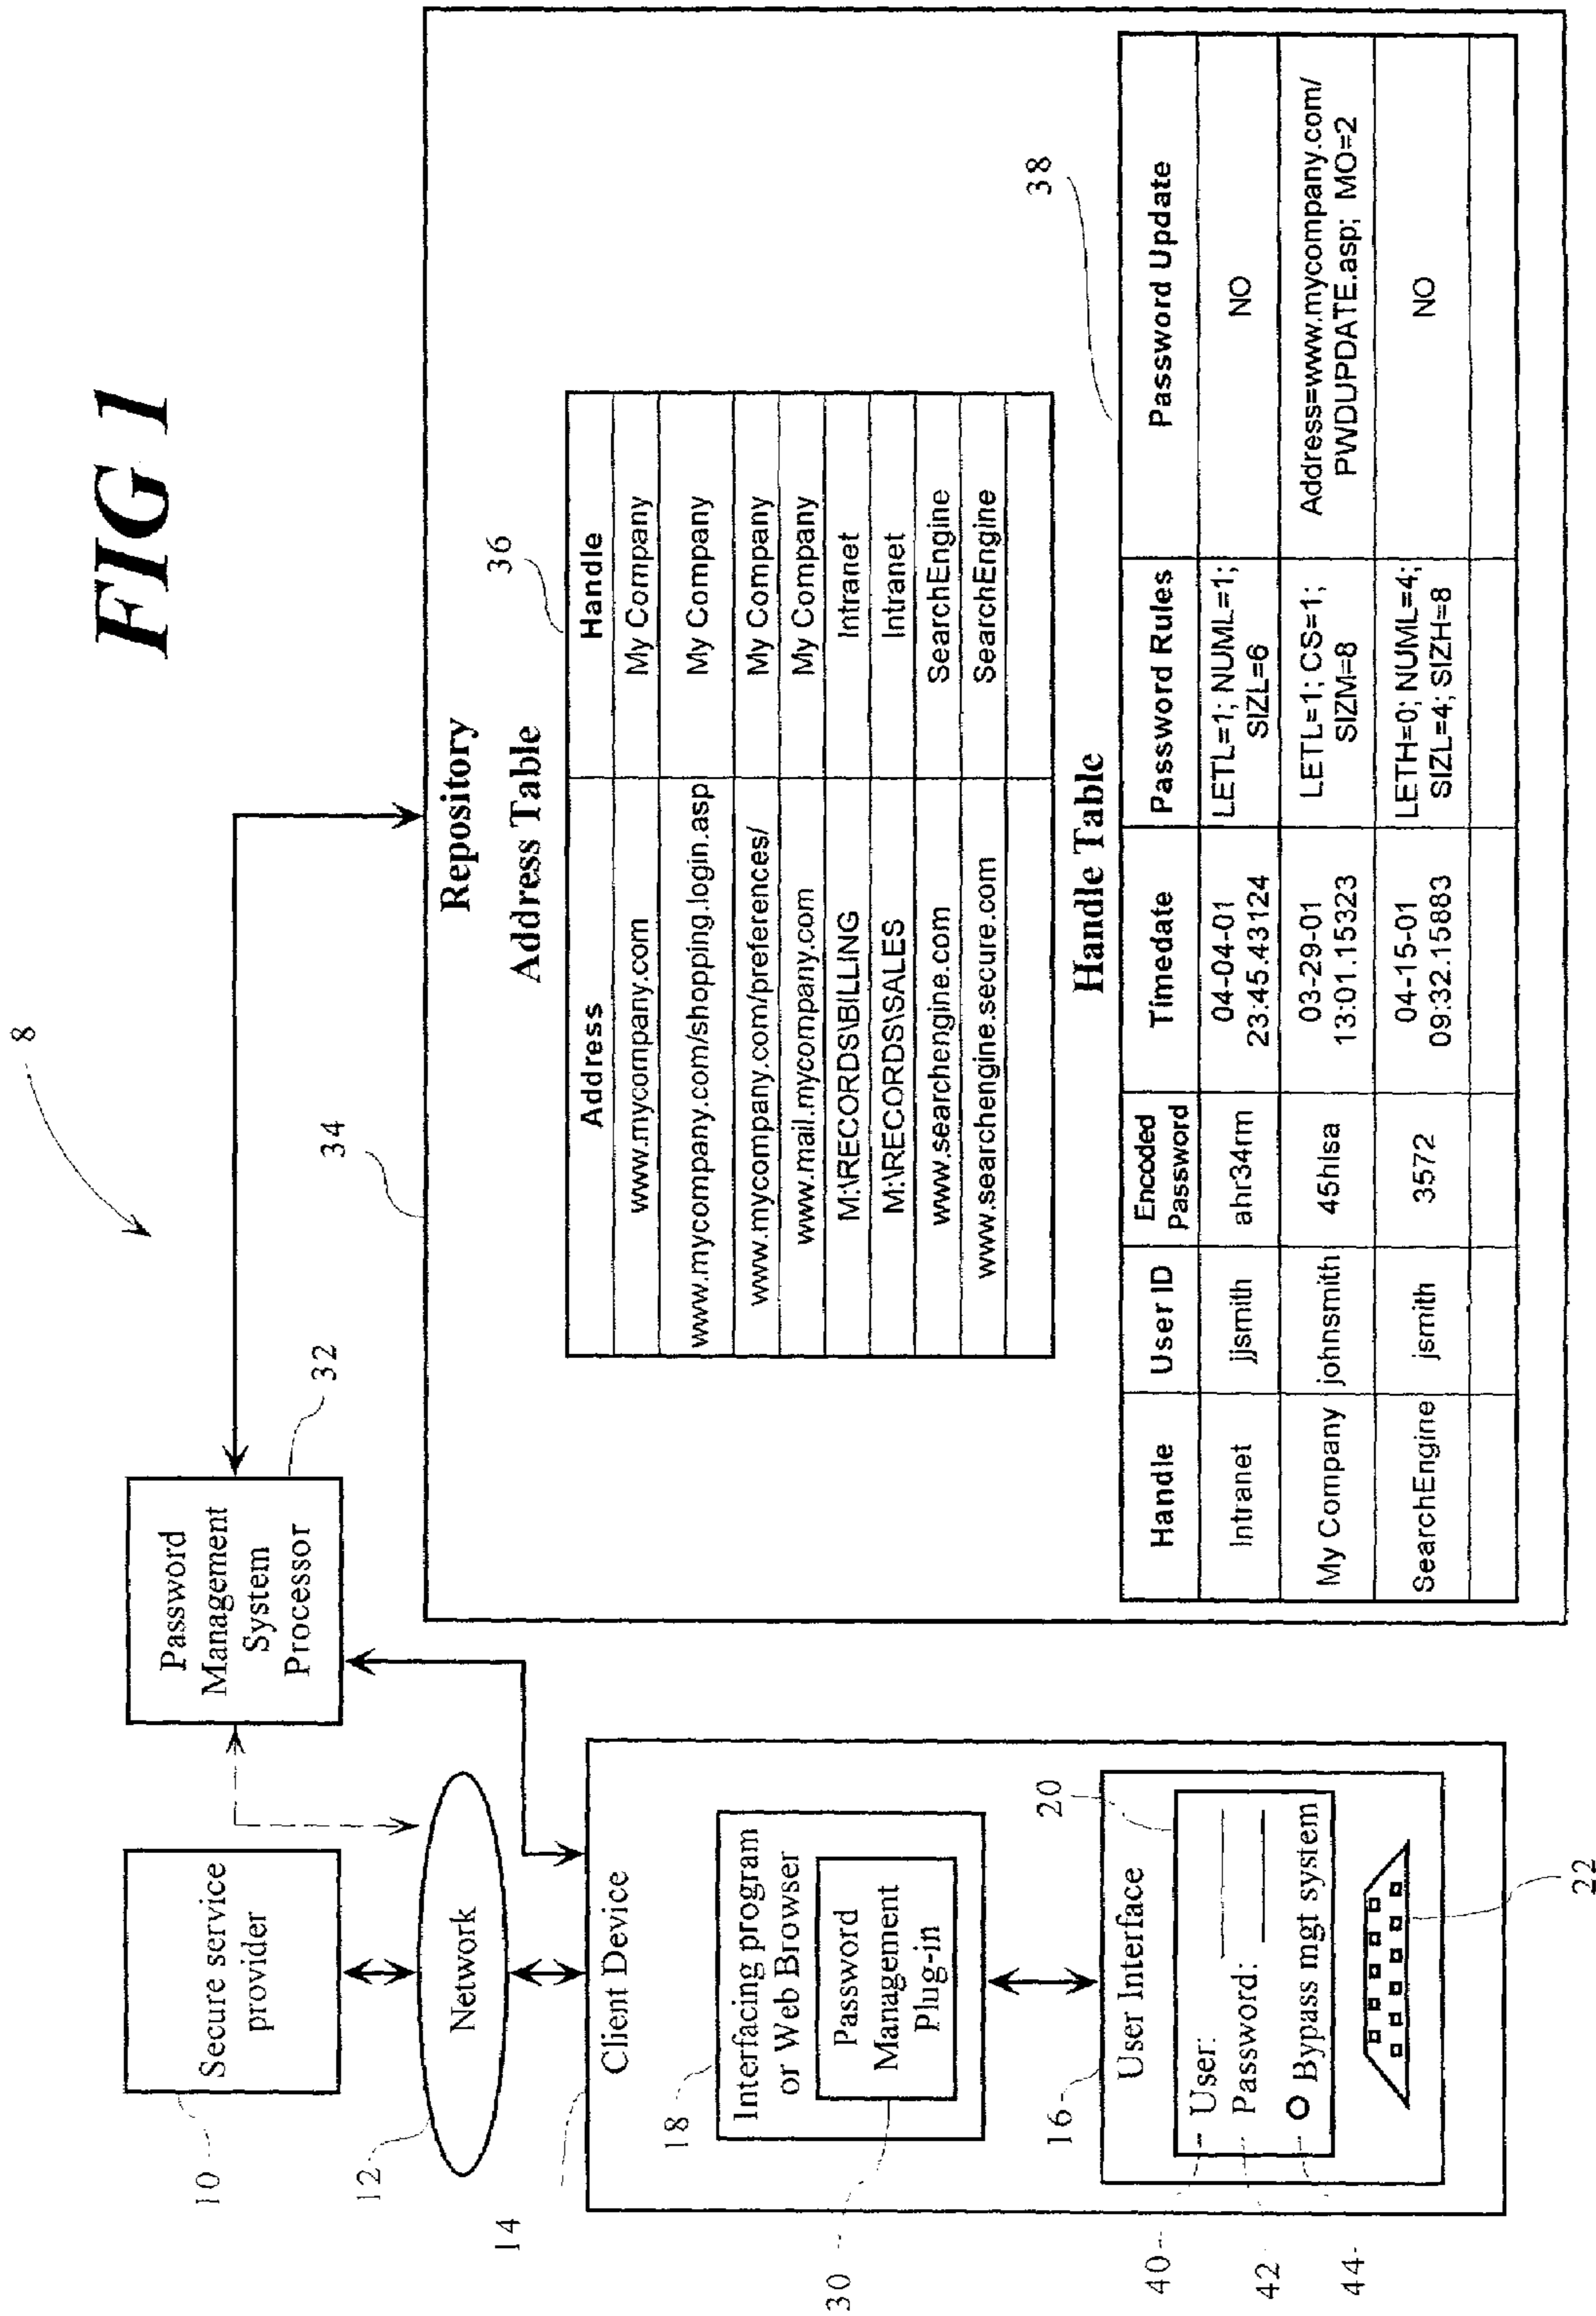 FIG 1
8
Secure service
provider
10
Network
12
Password
Management
System
Processor
32
14
Client Device
18
Interfacing program
or Web Browser
Password
Management
Plug-in
30
16
User Interface
20
User:
Password:
Bypass mgt system
22
40
42
44
34
Repository
Address Table
36
Address Handle
www.mycompany.com My Company
www.mycompany.com/shopping.login.asp My Company
www.mycompany.com/preferences/ My Company
www.mail.mycompany.com My Company
M:\RECORDS\BILLING Intranet
M:\RECORDS\SALES Intranet
www.searchengine.com SearchEngine
www.searchengine.secure.com SearchEngine
Handle Table
38
Handle User ID Encoded Password Timedate Password Rules Password Update
Intranet jjsmith ahr34rm 04-04-01 LETL=1; NUML=1; NO
23:45.43124 SIZL=6
My Company johnsmith 45hlsa 03-29-01 LETL=1; CS=1; Address=www.mycompany.com/
13:01.15323 SIZM=8 PWDUPDATE.asp; MO=2
SearchEngine jsmith 3572 04-15-01 LETH=0; NUML=4; NO
09:32.15883 SIZL=4; SIZH=8